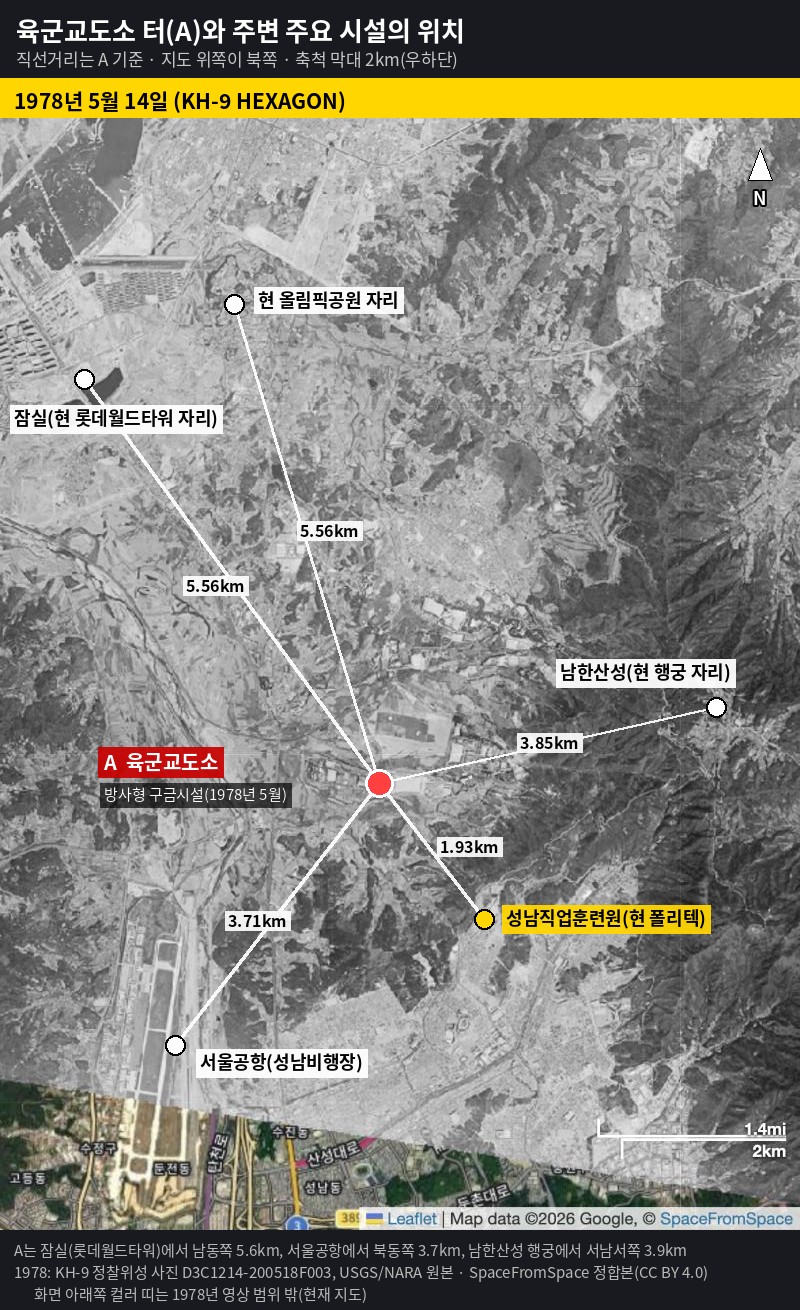 육군교도소 터(A)와 주변 주요 시설의 위치
직선거리는 A 기준 · 지도 위쪽이 북쪽 · 축척 막대 2km(우하단)
1978년 5월 14일 (KH-9 HEXAGON)
N
현 올림픽공원 자리
잠실(현 롯데월드타워 자리)
5.56km
5.56km
남한산성(현 행궁 자리)
3.85km
A 육군교도소
방사형 구금시설(1978년 5월)
1.93km
성남직업훈련원(현 폴리텍)
3.71km
서울공항(성남비행장)
1.4mi
2km
수정구
수진동
탄천로
산성대로
고등동
둔전동
성남동
둔촌대로
3
389
Leaflet | Map data ©2026 Google, © SpaceFromSpace
A는 잠실(롯데월드타워)에서 남동쪽 5.6km, 서울공항에서 북동쪽 3.7km, 남한산성 행궁에서 서남서쪽 3.9km
1978: KH-9 정찰위성 사진 D3C1214-200518F003, USGS/NARA 원본 · SpaceFromSpace 정합본(CC BY 4.0)
화면 아래쪽 컬러 띠는 1978년 영상 범위 밖(현재 지도)